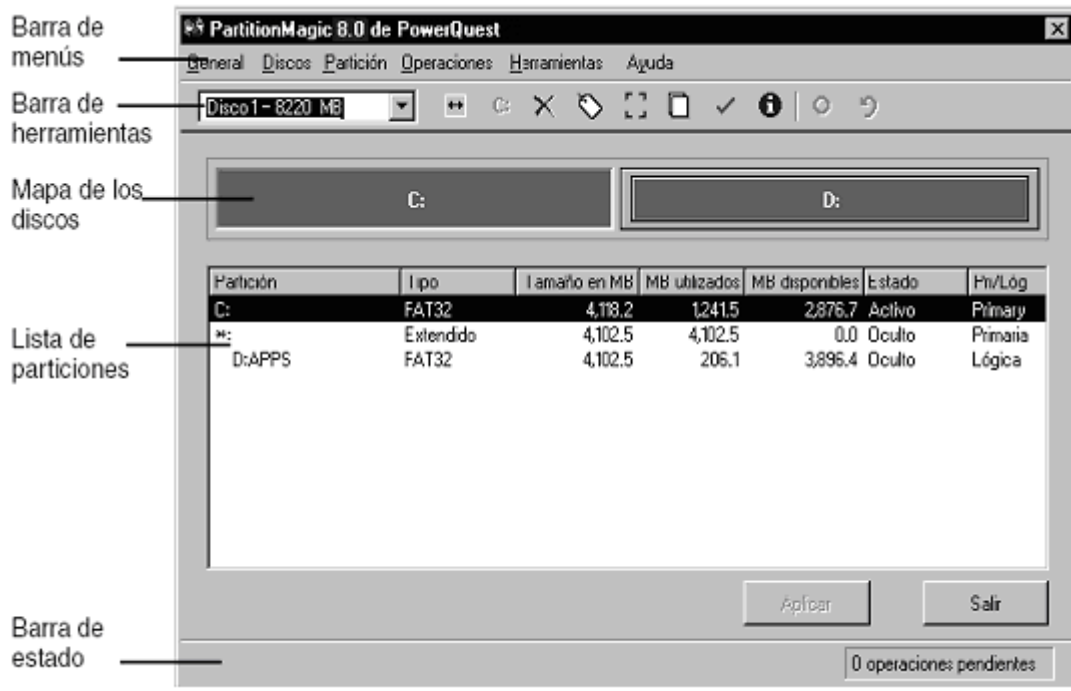 Barra de
menús
Barra de
herramientas
Mapa de los
discos
Lista de
particiones
Barra de
estado
PartitionMagic 8.0 de PowerQuest
General Discos Partición Operaciones Herramientas Ayuda
Disco 1 - 8220 MB
C:
C:
D:
Partición Tipo Tamaño en MB MB utilizados MB disponibles Estado Pri/Lóg
C: FAT32 4,118.2 1,241.5 2,876.7 Activo Primary
*: Extendido 4,102.5 4,102.5 0.0 Oculto Primaria
D:APPS FAT32 4,102.5 206.1 3,896.4 Oculto Lógica
Aplicar Salir
0 operaciones pendientes